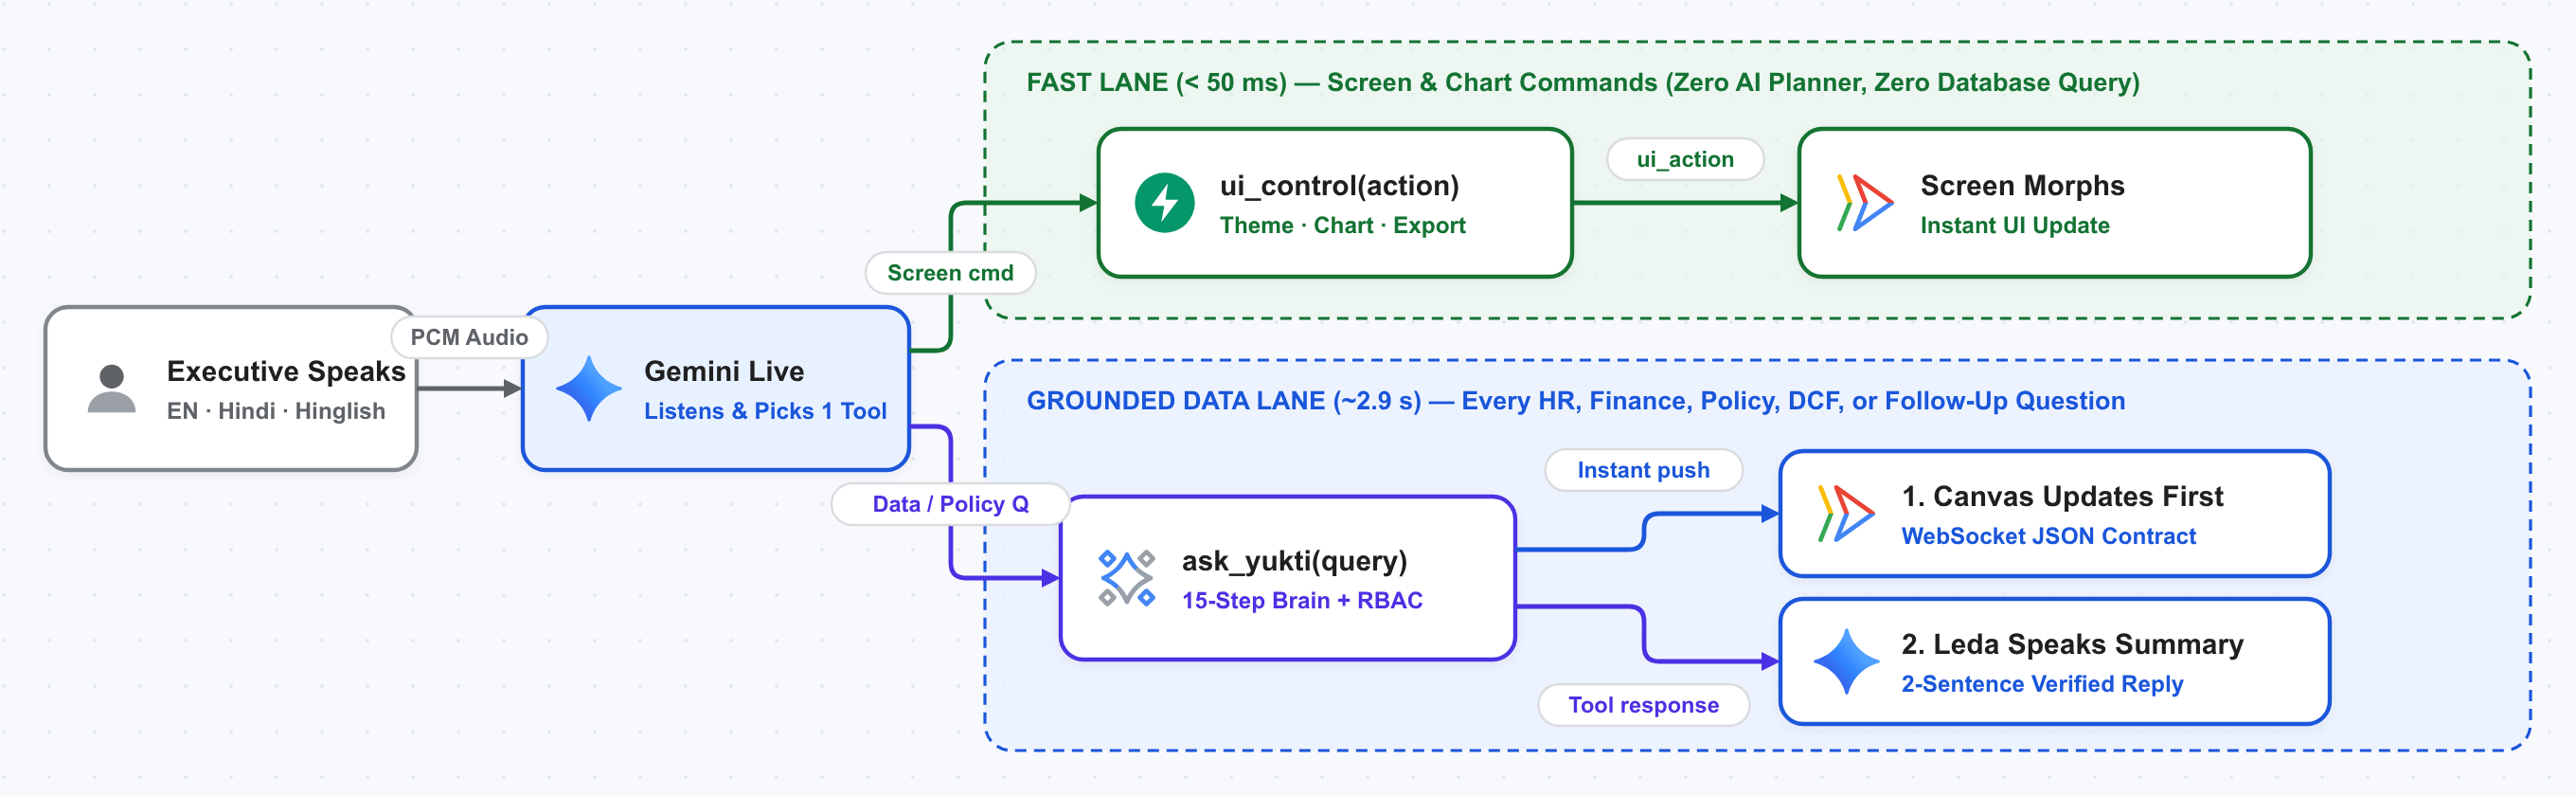 FAST LANE (< 50 ms) — Screen & Chart Commands (Zero AI Planner, Zero Database Query)
ui_control(action)
Theme · Chart · Export
ui_action
Screen Morphs
Instant UI Update
Screen cmd
Executive Speaks
EN · Hindi · Hinglish
PCM Audio
Gemini Live
Listens & Picks 1 Tool
GROUNDED DATA LANE (~2.9 s) — Every HR, Finance, Policy, DCF, or Follow-Up Question
Data / Policy Q
ask_yukti(query)
15-Step Brain + RBAC
Instant push
1. Canvas Updates First
WebSocket JSON Contract
2. Leda Speaks Summary
2-Sentence Verified Reply
Tool response